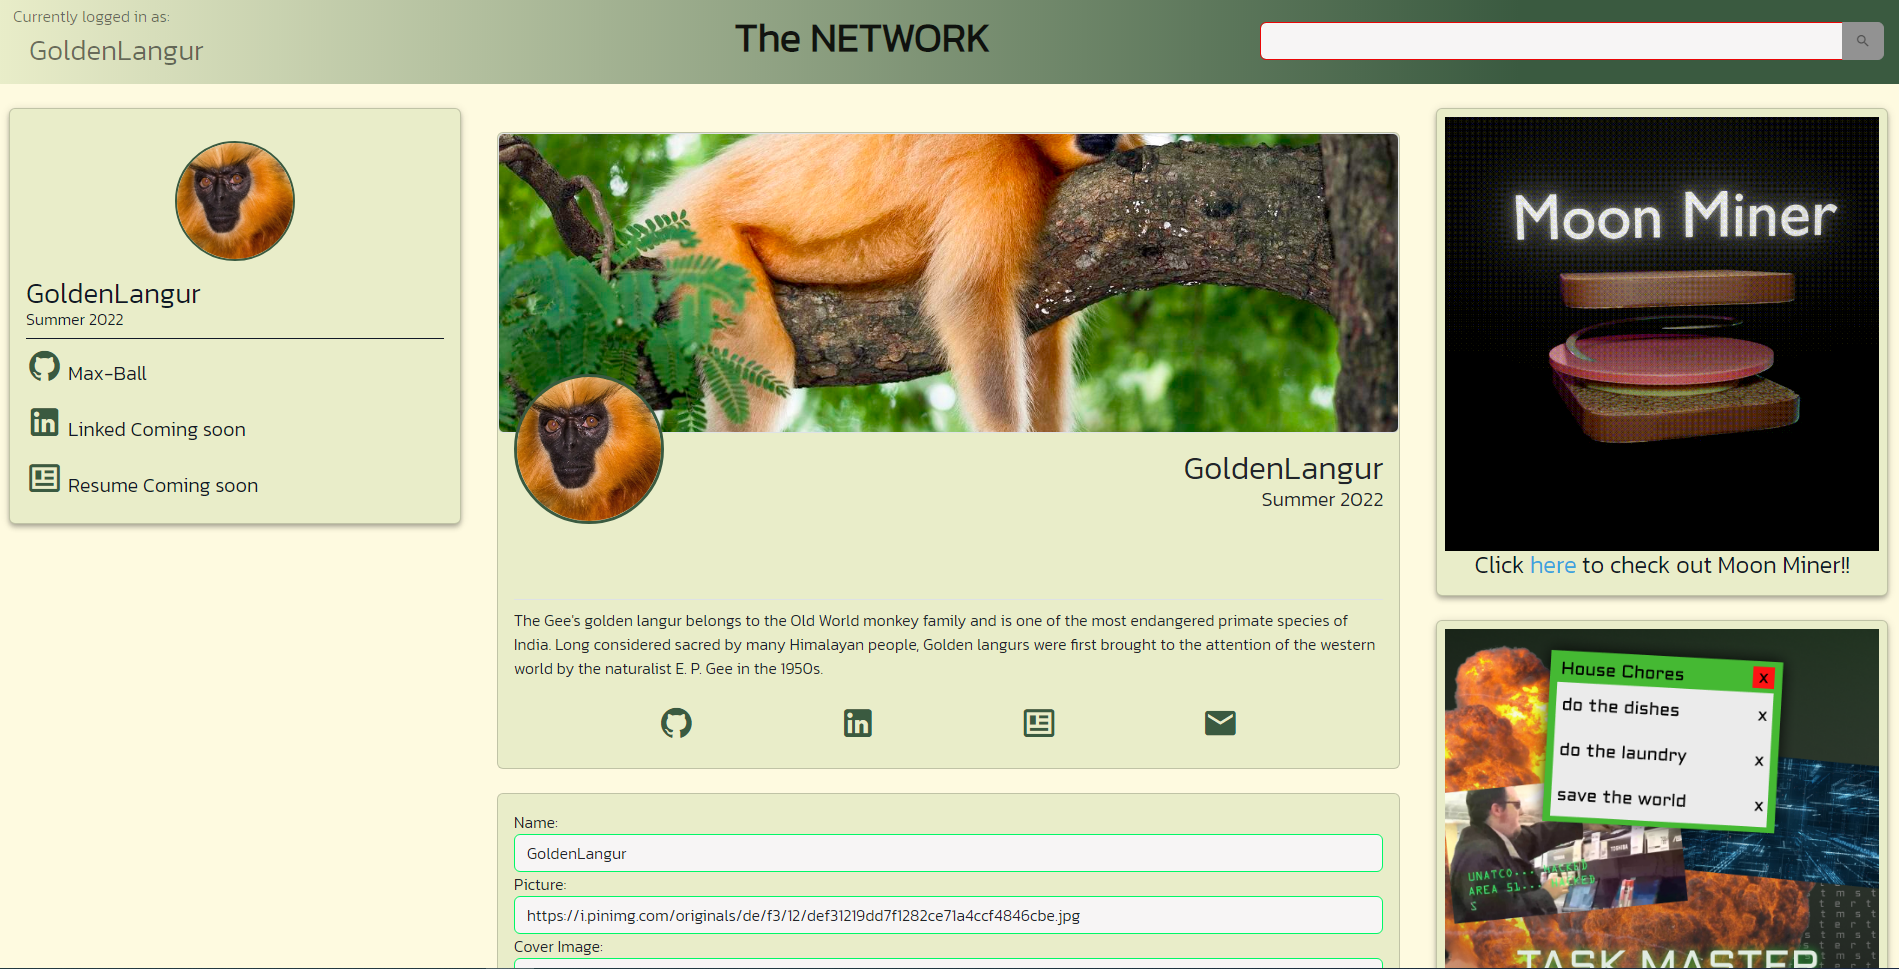 Currently logged in as:
GoldenLangur
The NETWORK
GoldenLangur
Summer 2022
Max-Ball
Linked Coming soon
Resume Coming soon
GoldenLangur
Summer 2022
The Gee's golden langur belongs to the Old World monkey family and is one of the most endangered primate species of
India. Long considered sacred by many Himalayan people, Golden langurs were first brought to the attention of the western
world by the naturalist E. P. Gee in the 1950s.
Name:
GoldenLangur
Picture:
https://i.pinimg.com/originals/de/f3/12/def31219dd7f1282ce71a4ccf4846cbe.jpg
Cover Image:
Moon Miner
Click here to check out Moon Miner!!
House Chores x
do the dishes x
do the laundry x
save the world x
TOSHIBA
UNATCO... HACKED
AREA 51... HACKED
S
TASK MASTER